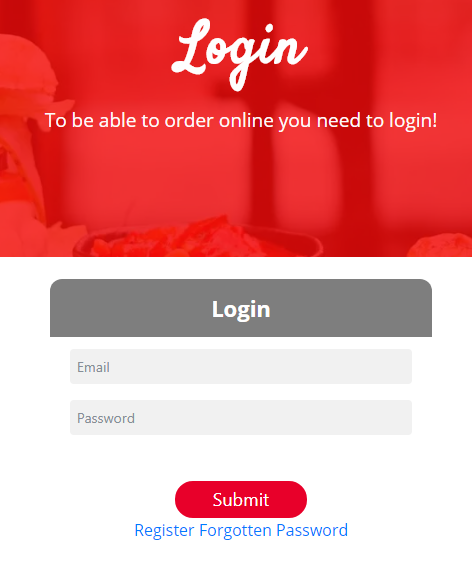 Login
To be able to order online you need to login!
Login
Email
Password
Submit
Register Forgotten Password